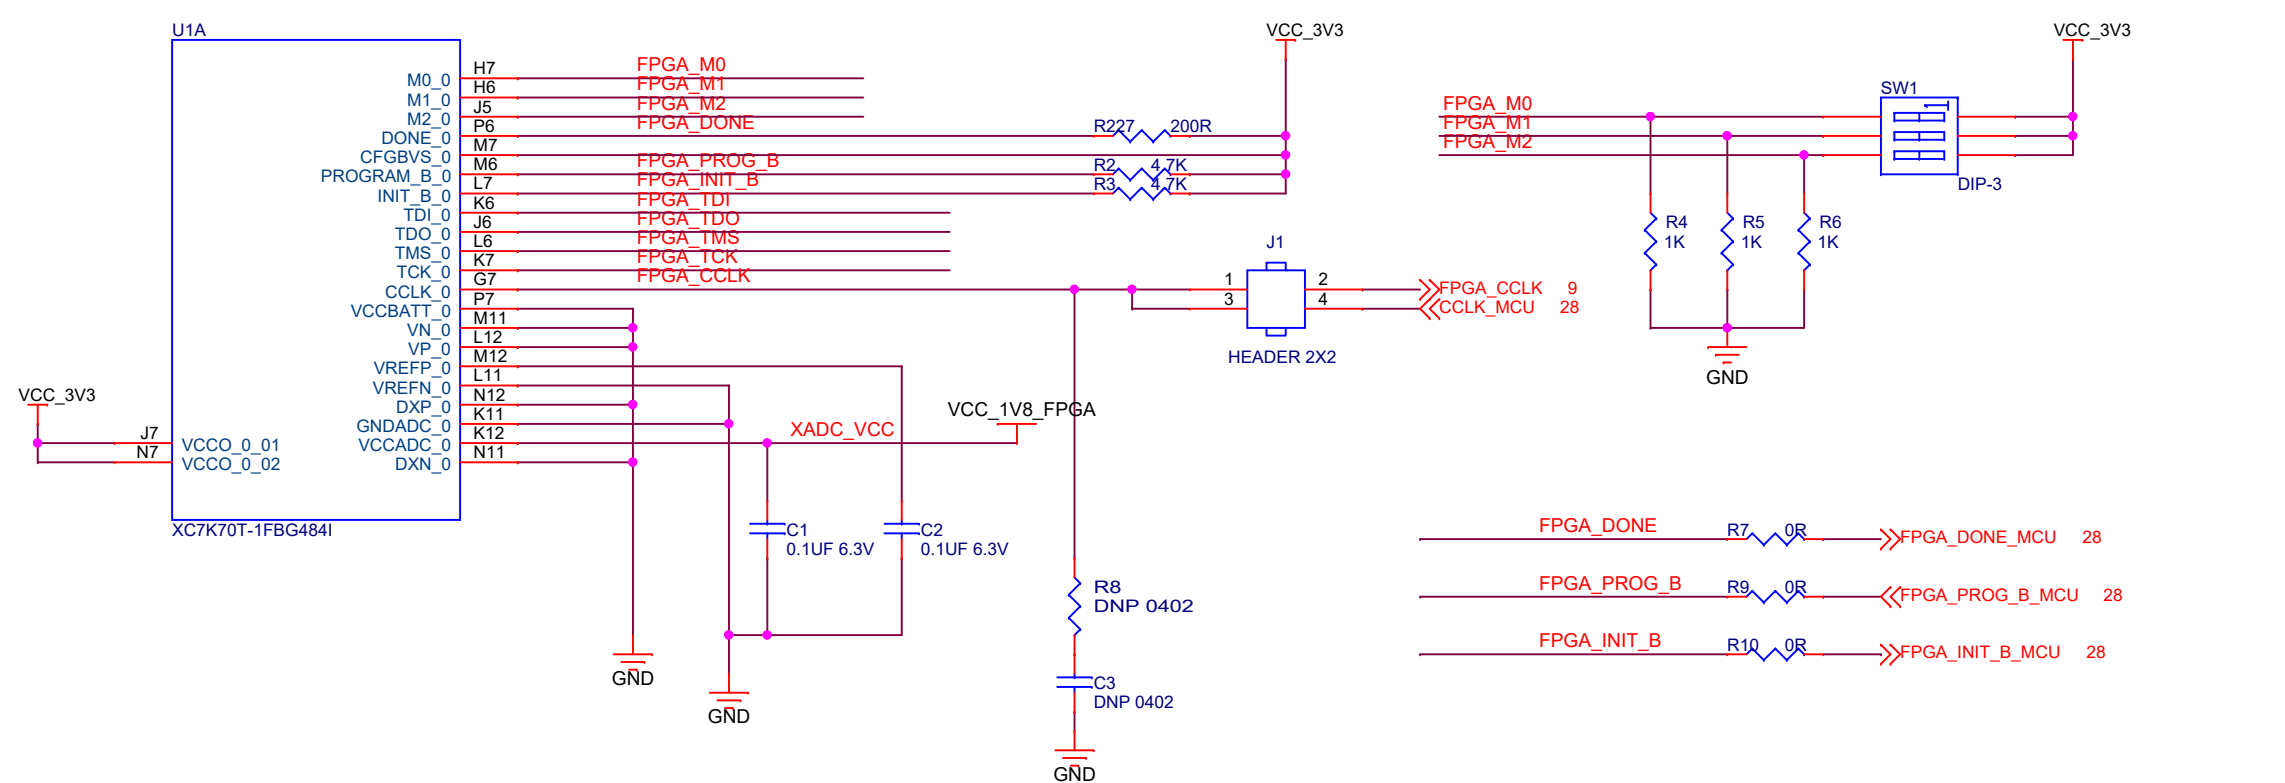 U1A
M0_0 H7 FPGA_M0
M1_0 H6 FPGA_M1
M2_0 J5 FPGA_M2
DONE_0 P6 FPGA_DONE R227 200R
CFGBVS_0 M7
PROGRAM_B_0 M6 FPGA_PROG_B R2 4.7K
INIT_B_0 L7 FPGA_INIT_B R3 4.7K
TDI_0 K6 FPGA_TDI
TDO_0 J6 FPGA_TDO
TMS_0 L6 FPGA_TMS
TCK_0 K7 FPGA_TCK
CCLK_0 G7 FPGA_CCLK
VCCBATT_0 P7
VN_0 M11
VP_0 L12
VREFP_0 M12
VREFN_0 L11
DXP_0 N12
GNDADC_0 K11
VCCADC_0 K12 XADC_VCC
DXN_0 N11
VCC_3V3
J7 VCCO_0_01
N7 VCCO_0_02
XC7K70T-1FBG484I
VCC_3V3
VCC_1V8_FPGA
C1
0.1UF 6.3V
C2
0.1UF 6.3V
GND
GND
R8
DNP 0402
C3
DNP 0402
GND
J1
1 2 FPGA_CCLK 9
3 4 CCLK_MCU 28
HEADER 2X2
VCC_3V3
SW1
FPGA_M0
FPGA_M1
FPGA_M2
1
DIP-3
R4
1K
R5
1K
R6
1K
GND
FPGA_DONE R7 0R FPGA_DONE_MCU 28
FPGA_PROG_B R9 0R FPGA_PROG_B_MCU 28
FPGA_INIT_B R10 0R FPGA_INIT_B_MCU 28